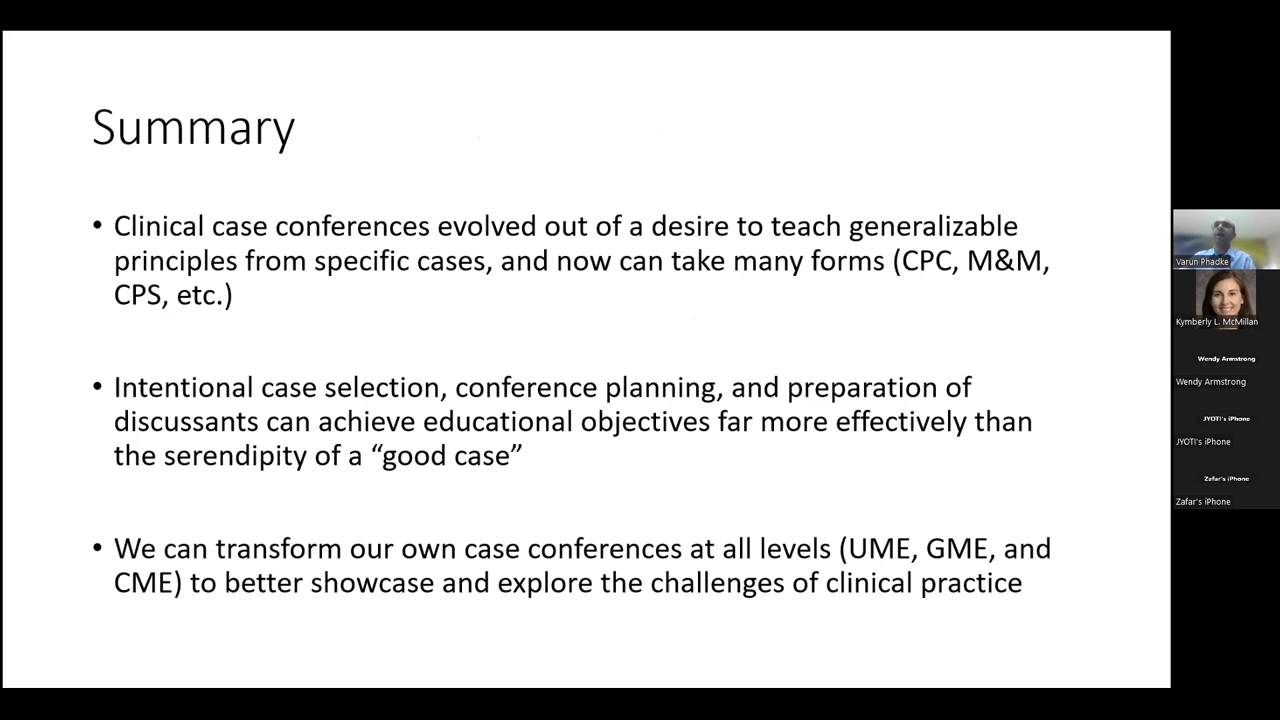 Summary
• Clinical case conferences evolved out of a desire to teach generalizable
principles from specific cases, and now can take many forms (CPC, M&M,
CPS, etc.)
• Intentional case selection, conference planning, and preparation of
discussants can achieve educational objectives far more effectively than
the serendipity of a “good case”
• We can transform our own case conferences at all levels (UME, GME, and
CME) to better showcase and explore the challenges of clinical practice
Varun Phadke
Kymberly L. McMillan
Wendy Armstrong
Wendy Armstrong
JYOTI's iPhone
JYOTI's iPhone
Zafar's iPhone
Zafar's iPhone